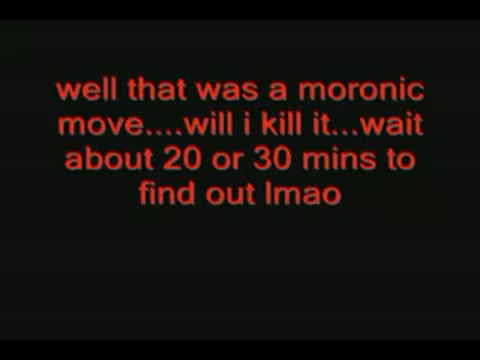 well that was a moronic
move....will i kill it...wait
about 20 or 30 mins to
find out lmao